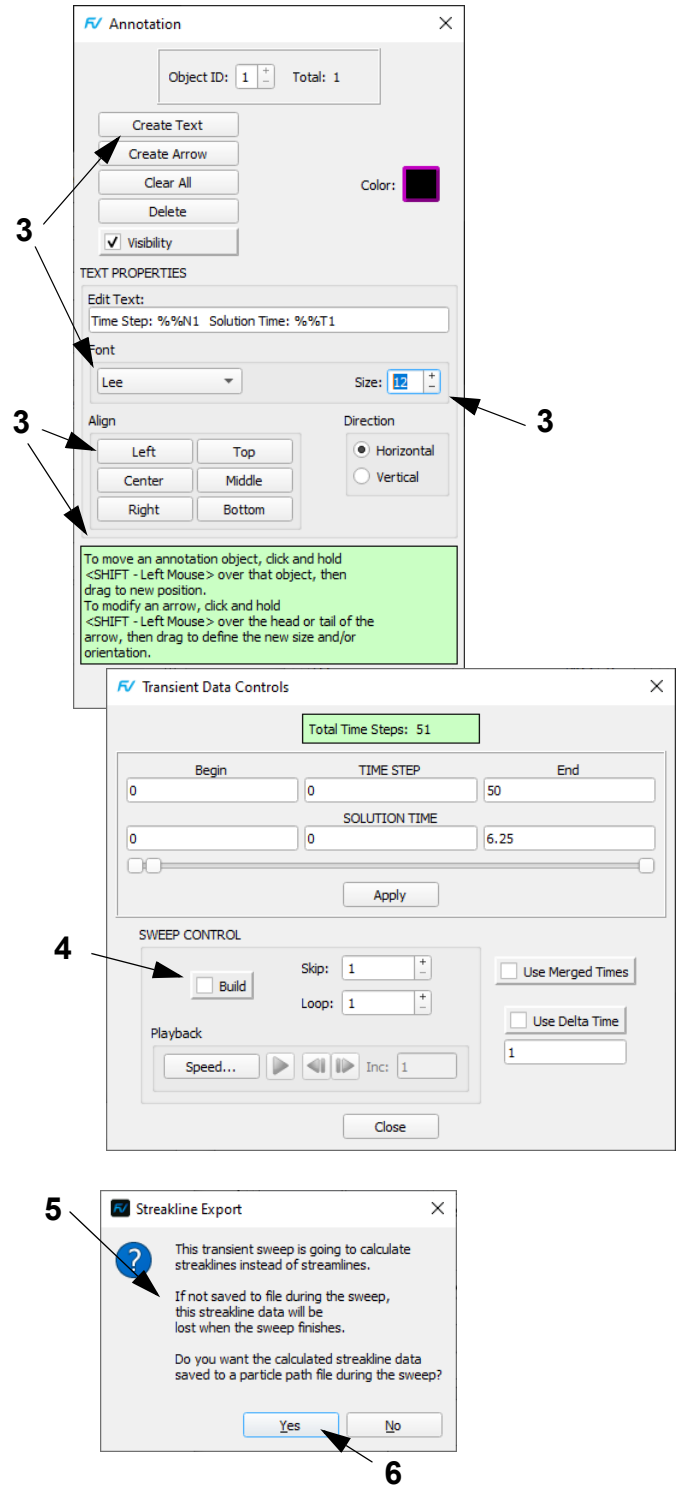 FV Annotation
Object ID: 1 Total: 1
Create Text
Create Arrow
Clear All
Color:
Delete
3
Visibility
TEXT PROPERTIES
Edit Text:
Time Step: %%N1 Solution Time: %%T1
Font
Lee
Size: 12
3
3
Align
Direction
Left Top
Horizontal
Center Middle
Vertical
Right Bottom
To move an annotation object, click and hold
<SHIFT - Left Mouse> over that object, then
drag to new position.
To modify an arrow, click and hold
<SHIFT - Left Mouse> over the head or tail of the
arrow, then drag to define the new size and/or
orientation.
FV Transient Data Controls
Total Time Steps: 51
Begin TIME STEP End
0 0 50
SOLUTION TIME
0 0 6.25
Apply
SWEEP CONTROL
4
Skip: 1
Use Merged Times
Build
Loop: 1
Use Delta Time
Playback
1
Speed... Inc: 1
Close
5
FV Streakline Export
This transient sweep is going to calculate
streaklines instead of streamlines.
If not saved to file during the sweep,
this streakline data will be
lost when the sweep finishes.
Do you want the calculated streakline data
saved to a particle path file during the sweep?
Yes No
6